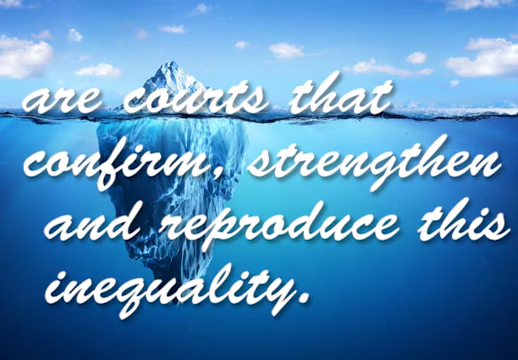 are courts that
confirm, strengthen
and reproduce this
inequality.